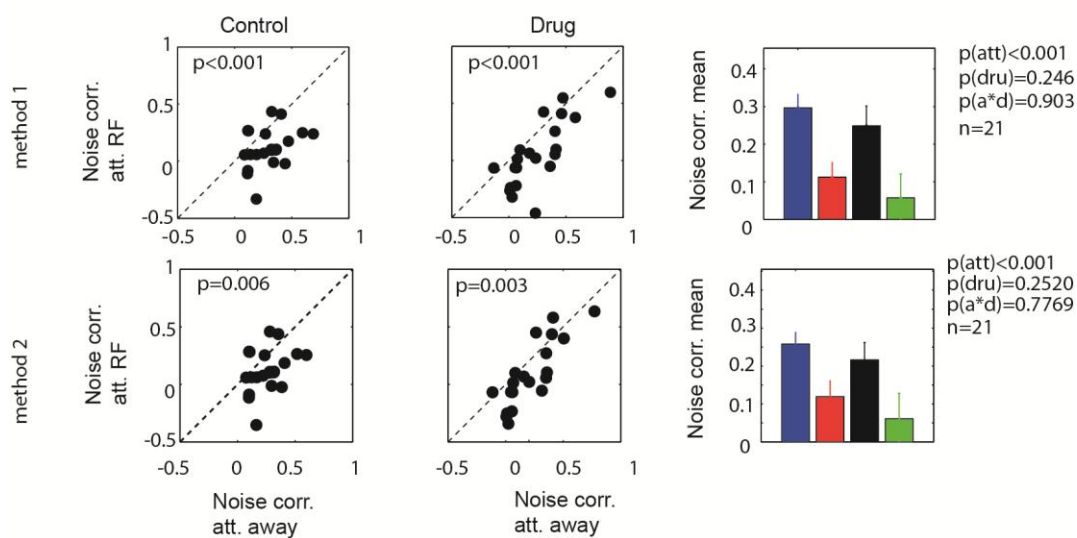 Control
Drug
method 1
Noise corr.
att. RF
1
0.5
0
-0.5
p<0.001
-0.5 0 0.5 1
p<0.001
-0.5 0 0.5 1
Noise corr. mean
0.4
0.3
0.2
0.1
0
p(att)<0.001
p(dru)=0.246
p(a*d)=0.903
n=21
method 2
Noise corr.
att. RF
1
0.5
0
-0.5
p=0.006
-0.5 0 0.5 1
Noise corr.
att. away
p=0.003
-0.5 0 0.5 1
Noise corr.
att. away
Noise corr. mean
0.4
0.3
0.2
0.1
0
p(att)<0.001
p(dru)=0.2520
p(a*d)=0.7769
n=21